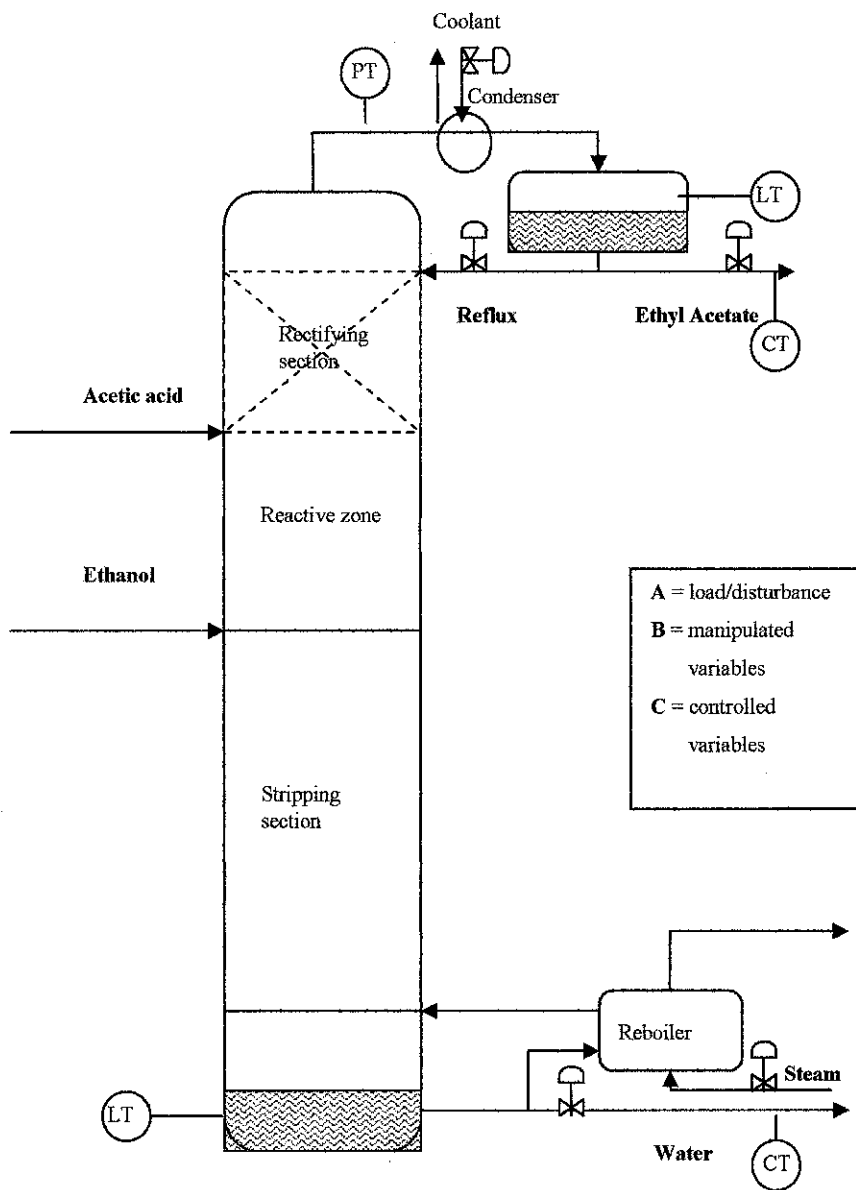 Coolant
PT
Condenser
LT
Reflux
Ethyl Acetate
CT
Rectifying
section
Acetic acid
Reactive zone
Ethanol
A = load/disturbance
B = manipulated
variables
C = controlled
variables
Stripping
section
Reboiler
Steam
LT
Water
CT